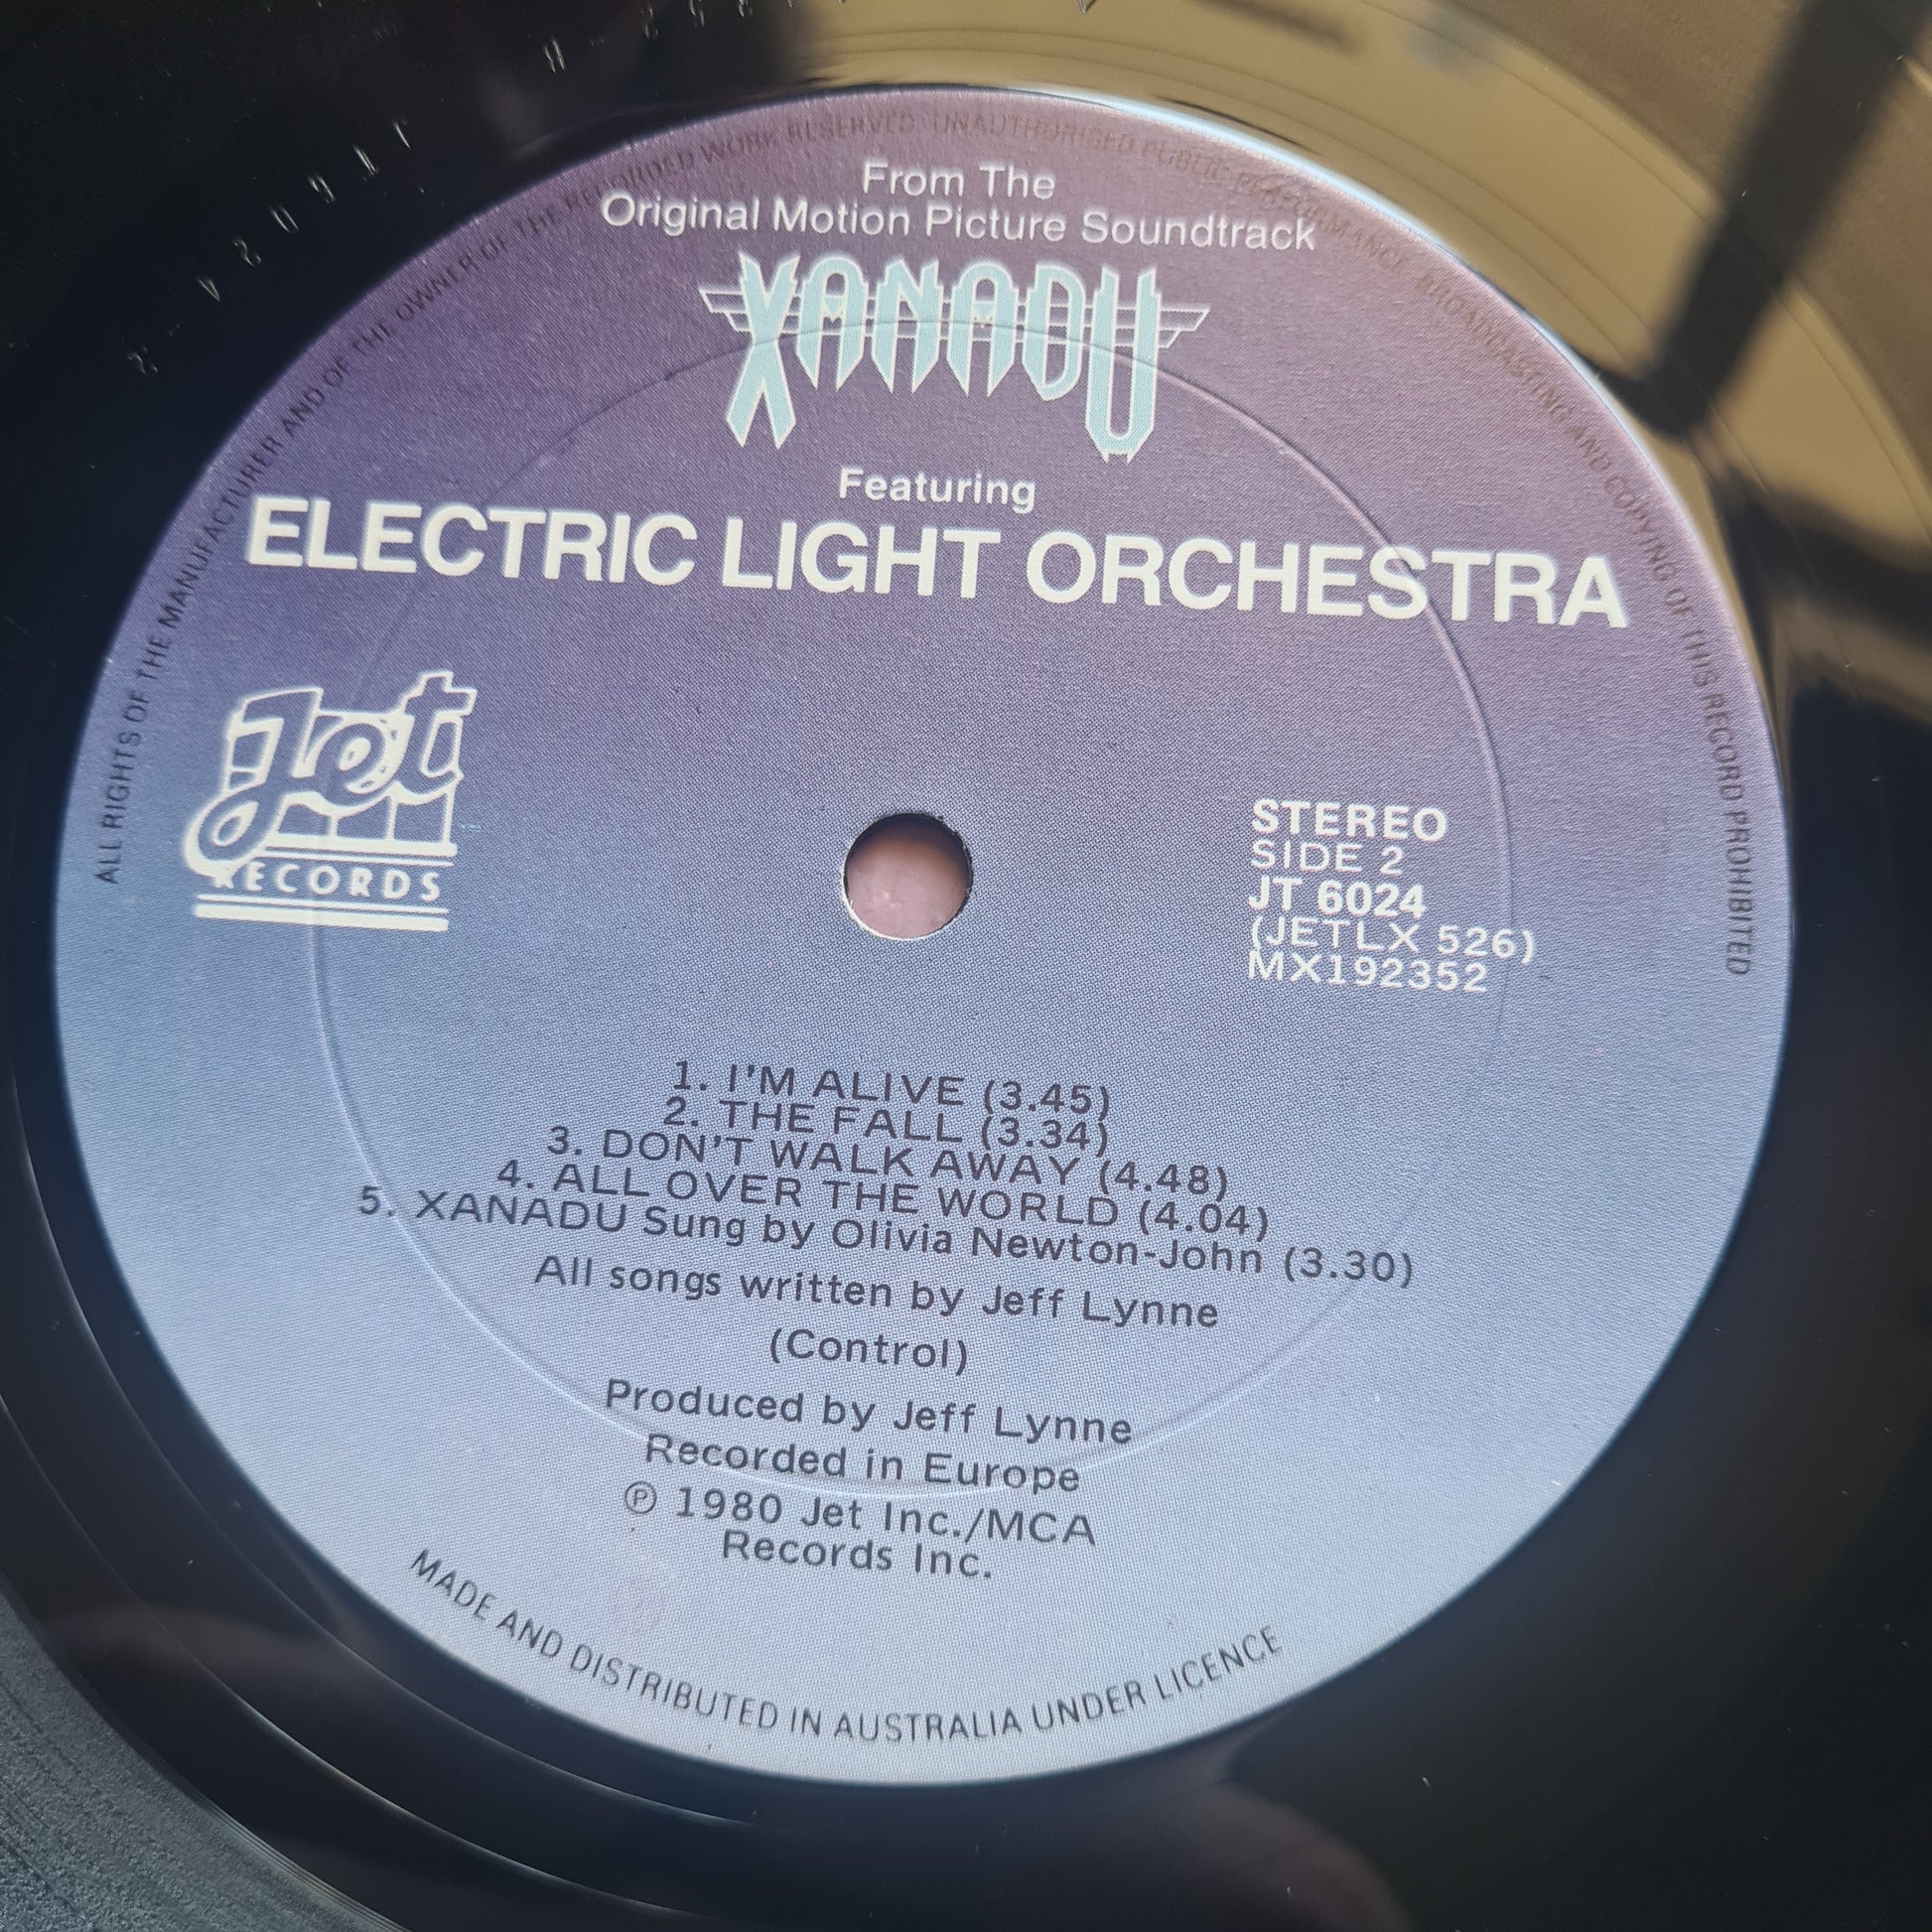 ALL RIGHTS OF THE MANUFACTURER AND OF THE OWNER OF THE RECORDED WORK RESERVED UNAUTHORISED PUBLIC PERFORMANCE BROADCASTING AND COPYING OF THIS RECORD PROHIBITED
From The
Original Motion Picture Soundtrack
XANADU
Featuring
ELECTRIC LIGHT ORCHESTRA
Jet
RECORDS
STEREO
SIDE 2
JT 6024
(JETLX 526)
MX192352
1. I'M ALIVE (3.45)
2. THE FALL (3.34)
3. DON'T WALK AWAY (4.48)
4. ALL OVER THE WORLD (4.04)
5. XANADU Sung by Olivia Newton-John (3.30)
All songs written by Jeff Lynne
(Control)
Produced by Jeff Lynne
Recorded in Europe
℗ 1980 Jet Inc./MCA
Records Inc.
MADE AND DISTRIBUTED IN AUSTRALIA UNDER LICENCE